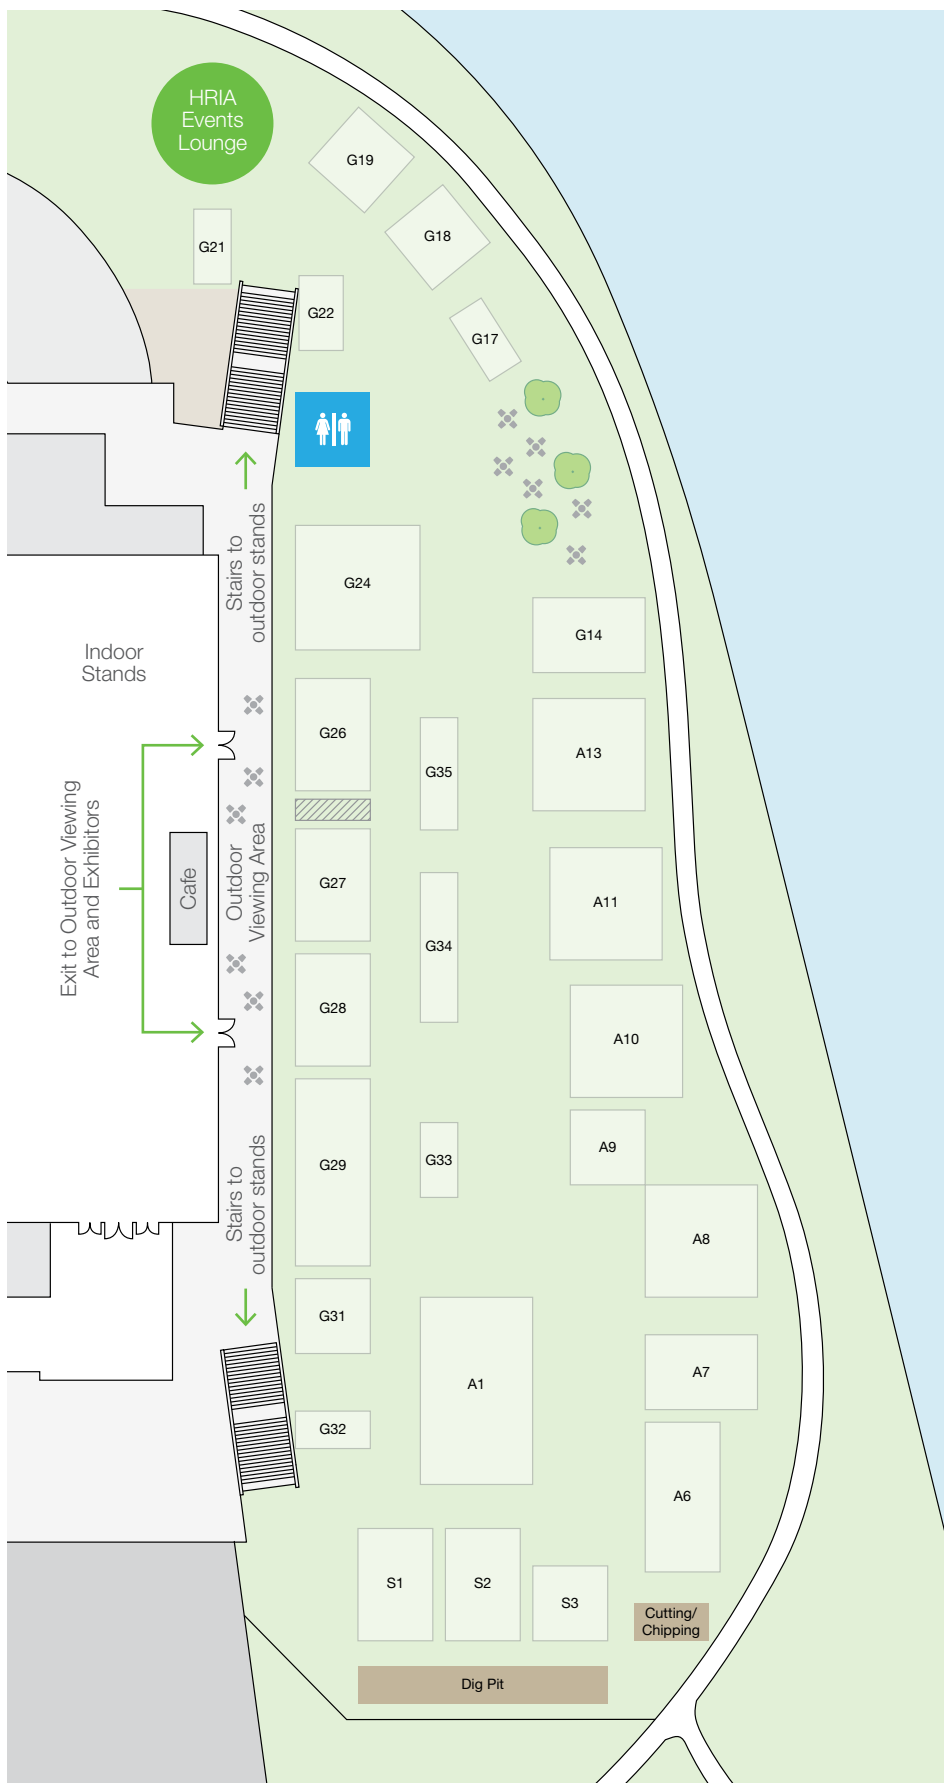 HRIA
Events
Lounge
G19
G18
G21
G22
G17
Stairs to
outdoor stands
G24
G14
Indoor
Stands
G26
G35
A13
Exit to Outdoor Viewing
Area and Exhibitors
Cafe
Outdoor
Viewing Area
G27
A11
G34
G28
A10
A9
G33
G29
Stairs to
outdoor stands
A8
G31
A7
A1
G32
A6
S1
S2
S3
Cutting/
Chipping
Dig Pit